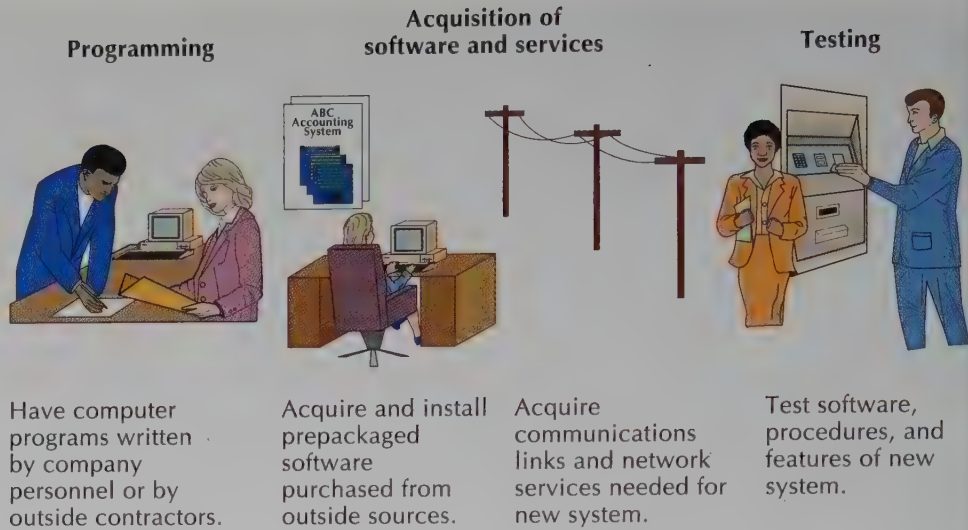 Programming
Acquisition of
software and services
Testing
ABC
Accounting
System
Have computer
programs written
by company
personnel or by
outside contractors.
Acquire and install
prepackaged
software
purchased from
outside sources.
Acquire
communications
links and network
services needed for
new system.
Test software,
procedures, and
features of new
system.